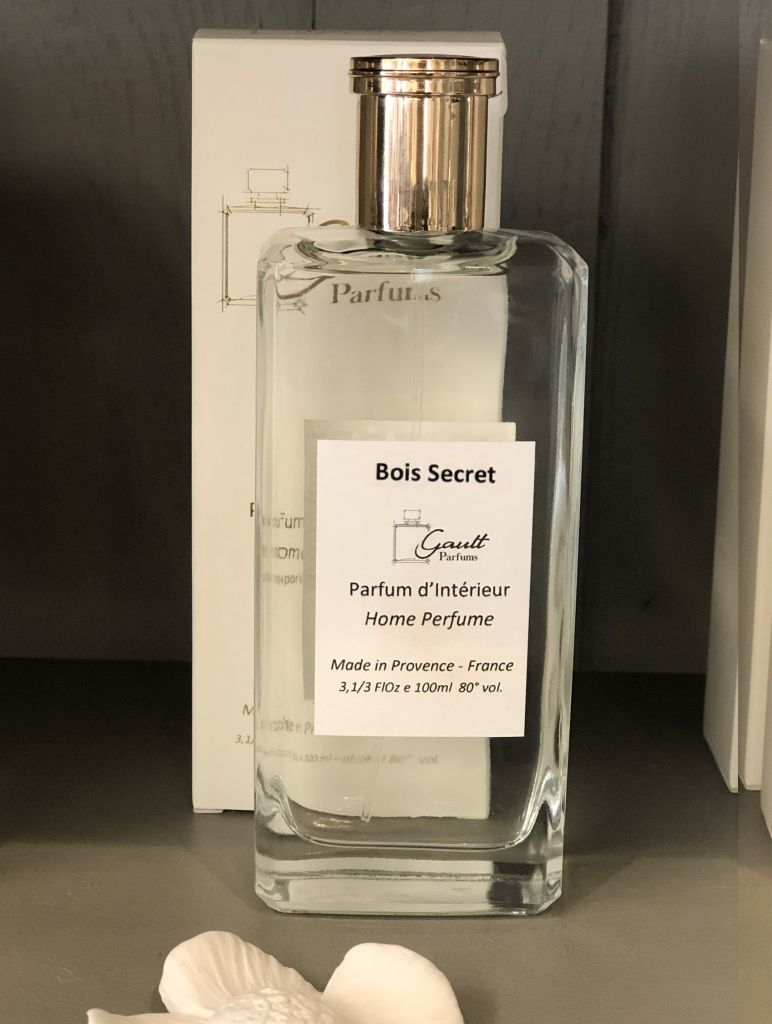 Parfums
Bois Secret
Gault
Parfums
Parfum d'Intérieur
Home Perfume
Made in Provence - France
3,1/3 FlOz e 100ml 80° vol.